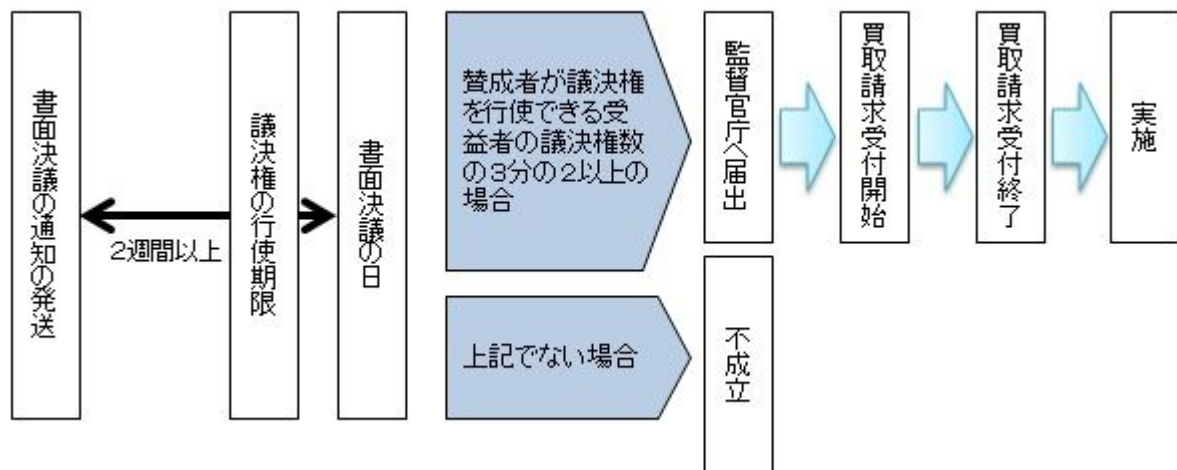 書面決議の通知の発送
2週間以上
議決権の行使期限
書面決議の日
賛成者が議決権
を行使できる受
益者の議決権数
の3分の2以上の
場合
監督官庁へ届出
買取請求受付開始
買取請求受付終了
実施
上記でない場合
不成立